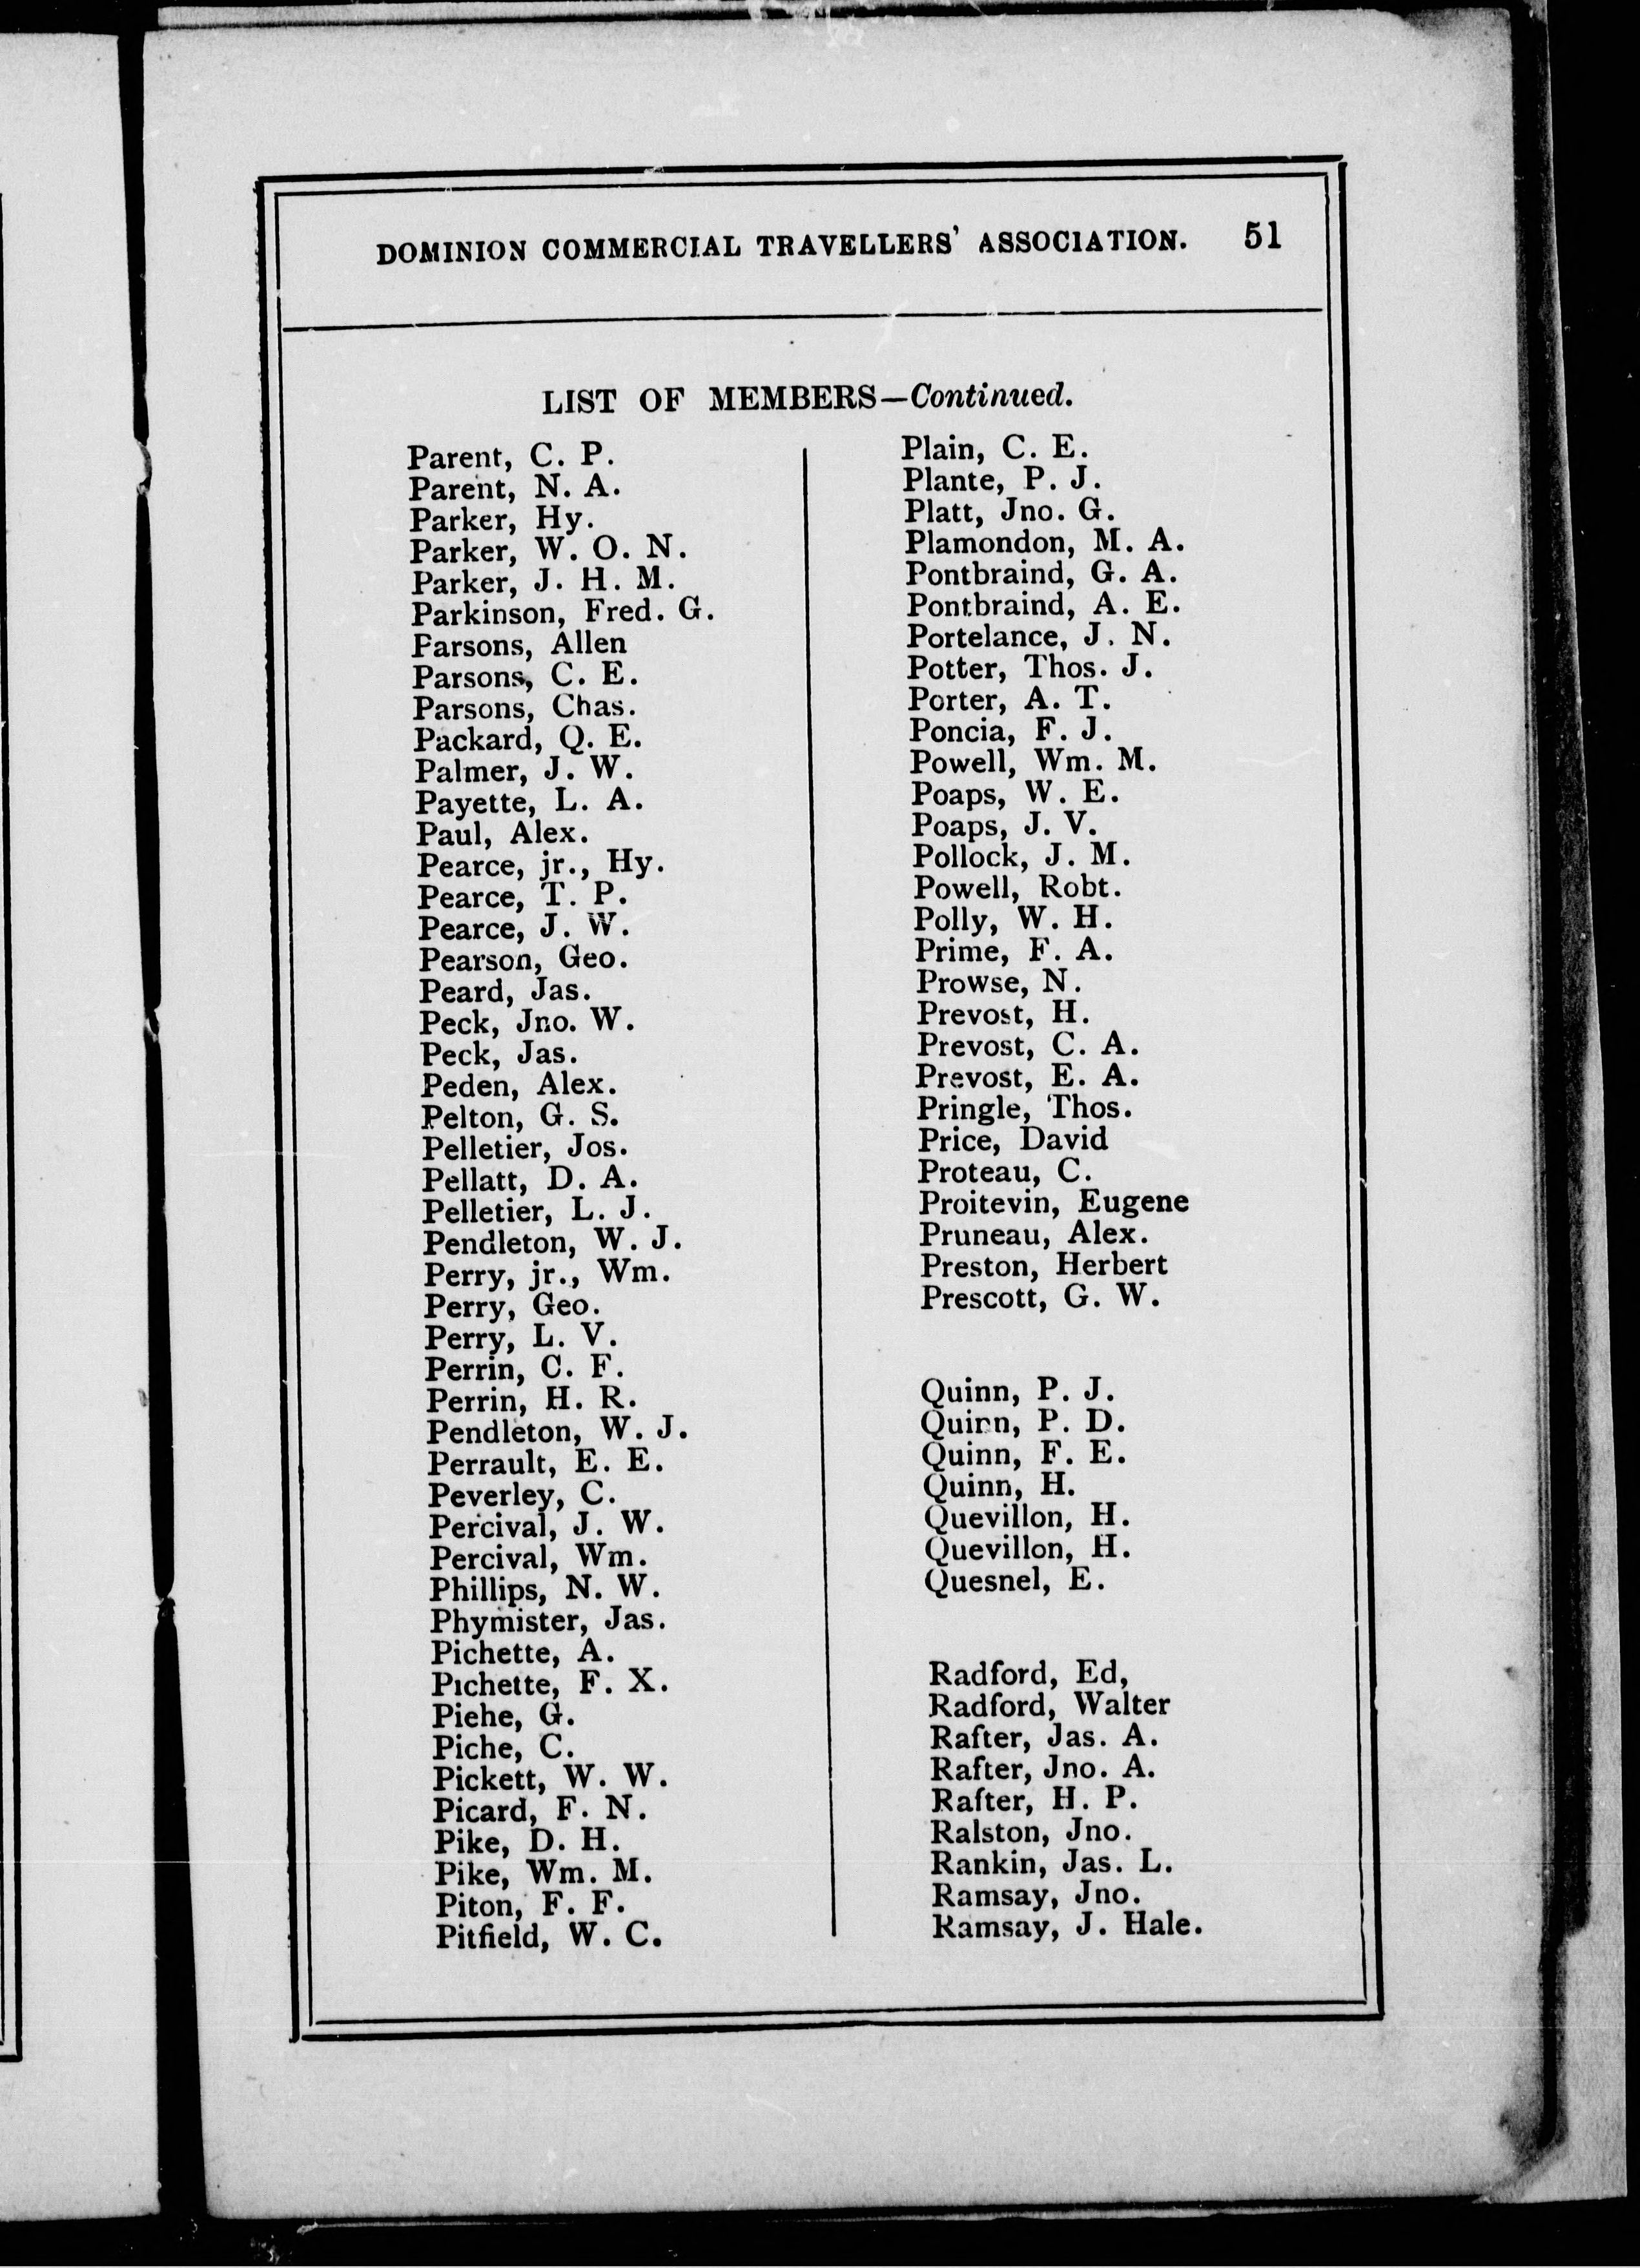 DOMINION COMMERCIAL TRAVELLERS' ASSOCIATION. 51
LIST OF MEMBERS—Continued.
Parent, C. P.
Parent, N. A.
Parker, Hy.
Parker, W. O. N.
Parker, J. H. M.
Parkinson, Fred. G.
Parsons, Allen
Parsons, C. E.
Parsons, Chas.
Packard, Q. E.
Palmer, J. W.
Payette, L. A.
Paul, Alex.
Pearce, jr., Hy.
Pearce, T. P.
Pearce, J. W.
Pearson, Geo.
Peard, Jas.
Peck, Jno. W.
Peck, Jas.
Peden, Alex.
Pelton, G. S.
Pelletier, Jos.
Pellatt, D. A.
Pelletier, L. J.
Pendleton, W. J.
Perry, jr., Wm.
Perry, Geo.
Perry, L. V.
Perrin, C. F.
Perrin, H. R.
Pendleton, W. J.
Perrault, E. E.
Peverley, C.
Percival, J. W.
Percival, Wm.
Phillips, N. W.
Phymister, Jas.
Pichette, A.
Pichette, F. X.
Piehe, G.
Piche, C.
Pickett, W. W.
Picard, F. N.
Pike, D. H.
Pike, Wm. M.
Piton, F. F.
Pitfield, W. C.
Plain, C. E.
Plante, P. J.
Platt, Jno. G.
Plamondon, M. A.
Pontbraind, G. A.
Pontbraind, A. E.
Portelance, J. N.
Potter, Thos. J.
Porter, A. T.
Poncia, F. J.
Powell, Wm. M.
Poaps, W. E.
Poaps, J. V.
Pollock, J. M.
Powell, Robt.
Polly, W. H.
Prime, F. A.
Prowse, N.
Prevost, H.
Prevost, C. A.
Prevost, E. A.
Pringle, Thos.
Price, David
Proteau, C.
Proitevin, Eugene
Pruneau, Alex.
Preston, Herbert
Prescott, G. W.
Quinn, P. J.
Quinn, P. D.
Quinn, F. E.
Quinn, H.
Quevillon, H.
Quevillon, H.
Quesnel, E.
Radford, Ed,
Radford, Walter
Rafter, Jas. A.
Rafter, Jno. A.
Rafter, H. P.
Ralston, Jno.
Rankin, Jas. L.
Ramsay, Jno.
Ramsay, J. Hale.